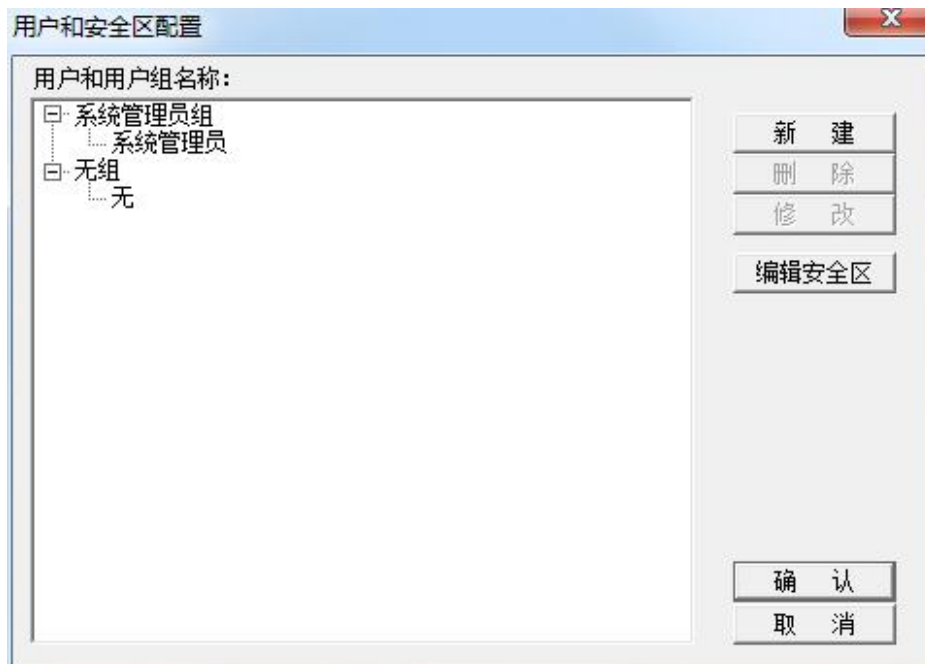 用户和安全区配置
用户和用户组名称：
系统管理员组
系统管理员
无组
无
新 建
删 除
修 改
编辑安全区
确 认
取 消